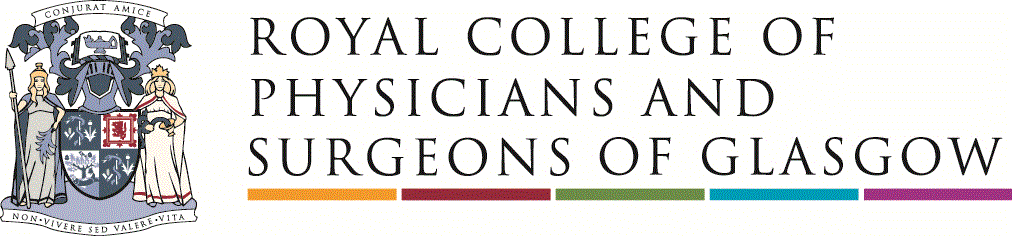 CONJURAT AMICE
ROYAL COLLEGE OF
PHYSICIANS AND
SURGEONS OF GLASGOW
NON·VIVERE SED VALERE·VITA